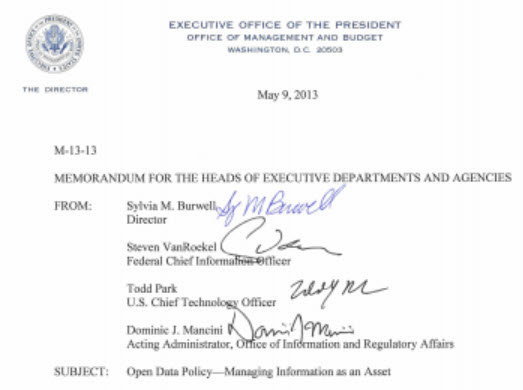 EXECUTIVE OFFICE OF THE PRESIDENT
OFFICE OF MANAGEMENT AND BUDGET
WASHINGTON, D.C. 20503
THE DIRECTOR
May 9, 2013
M-13-13
MEMORANDUM FOR THE HEADS OF EXECUTIVE DEPARTMENTS AND AGENCIES
FROM: Sylvia M. Burwell
Director
Steven VanRoekel
Federal Chief Information Officer
Todd Park
U.S. Chief Technology Officer
Dominic J. Mancini
Acting Administrator, Office of Information and Regulatory Affairs
SUBJECT: Open Data Policy—Managing Information as an Asset